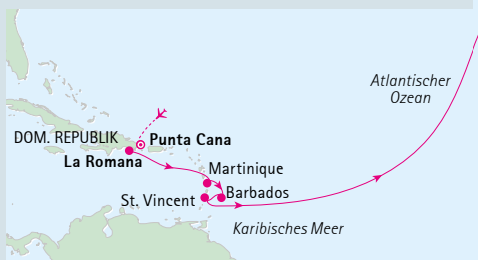 Atlantischer
Ozean
DOM. REPUBLIK
Punta Cana
La Romana
Martinique
Barbados
St. Vincent
Karibisches Meer